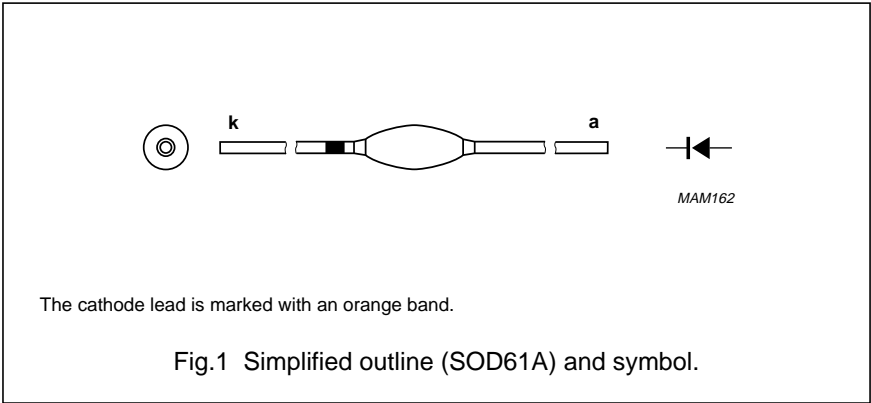 k
a
MAM162
The cathode lead is marked with an orange band.
Fig.1 Simplified outline (SOD61A) and symbol.